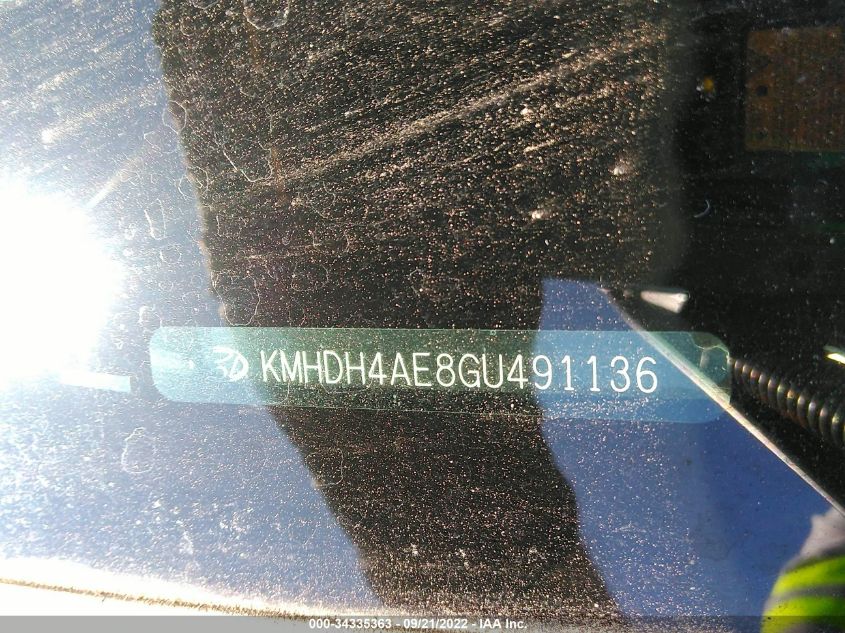 KMHDH4AE8GU491136
000-34335363 - 09/21/2022 - IAA Inc.